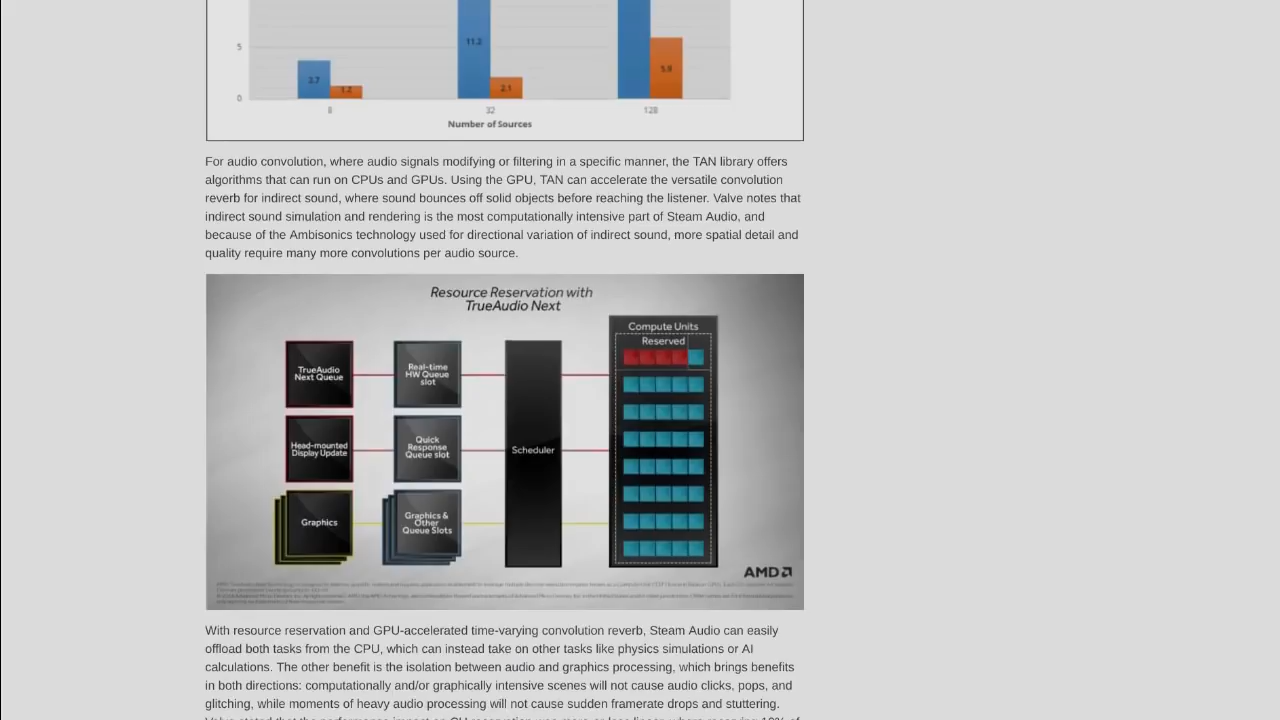 5
11.2
5.9
3.7
1.2
2.1
0
8
32
128
Number of Sources
For audio convolution, where audio signals modifying or filtering in a specific manner, the TAN library offers
algorithms that can run on CPUs and GPUs. Using the GPU, TAN can accelerate the versatile convolution
reverb for indirect sound, where sound bounces off solid objects before reaching the listener. Valve notes that
indirect sound simulation and rendering is the most computationally intensive part of Steam Audio, and
because of the Ambisonics technology used for directional variation of indirect sound, more spatial detail and
quality require many more convolutions per audio source.
Resource Reservation with
TrueAudio Next
Compute Units
Reserved
TrueAudio
Next Queue
Real-time
HW Queue
slot
Head-mounted
Display Update
Quick
Response
Queue slot
Scheduler
Graphics
Graphics &
Other
Queue Slots
AMD
With resource reservation and GPU-accelerated time-varying convolution reverb, Steam Audio can easily
offload both tasks from the CPU, which can instead take on other tasks like physics simulations or AI
calculations. The other benefit is the isolation between audio and graphics processing, which brings benefits
in both directions: computationally and/or graphically intensive scenes will not cause audio clicks, pops, and
glitching, while moments of heavy audio processing will not cause sudden framerate drops and stuttering.